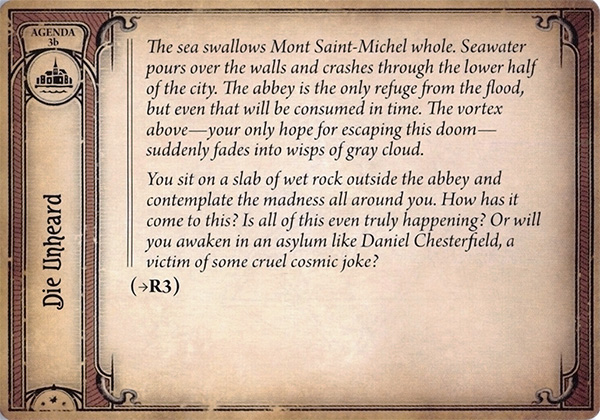 AGENDA
3b
Die Unheard
The sea swallows Mont Saint-Michel whole. Seawater
pours over the walls and crashes through the lower half
of the city. The abbey is the only refuge from the flood,
but even that will be consumed in time. The vortex
above—your only hope for escaping this doom—
suddenly fades into wisps of gray cloud.
You sit on a slab of wet rock outside the abbey and
contemplate the madness all around you. How has it
come to this? Is all of this even truly happening? Or will
you awaken in an asylum like Daniel Chesterfield, a
victim of some cruel cosmic joke?
(→R3)